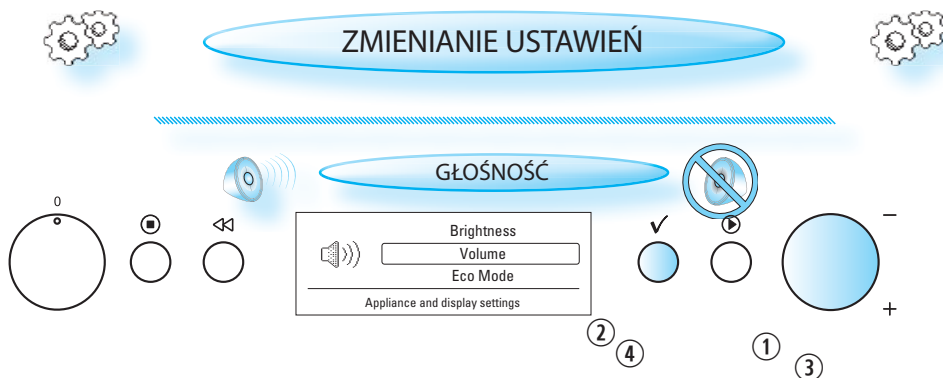 ZMIENIANIE USTAWIEŃ
GŁOŚNOŚĆ
0
Brightness
Volume
Eco Mode
Appliance and display settings
−
+
② ①
④ ③